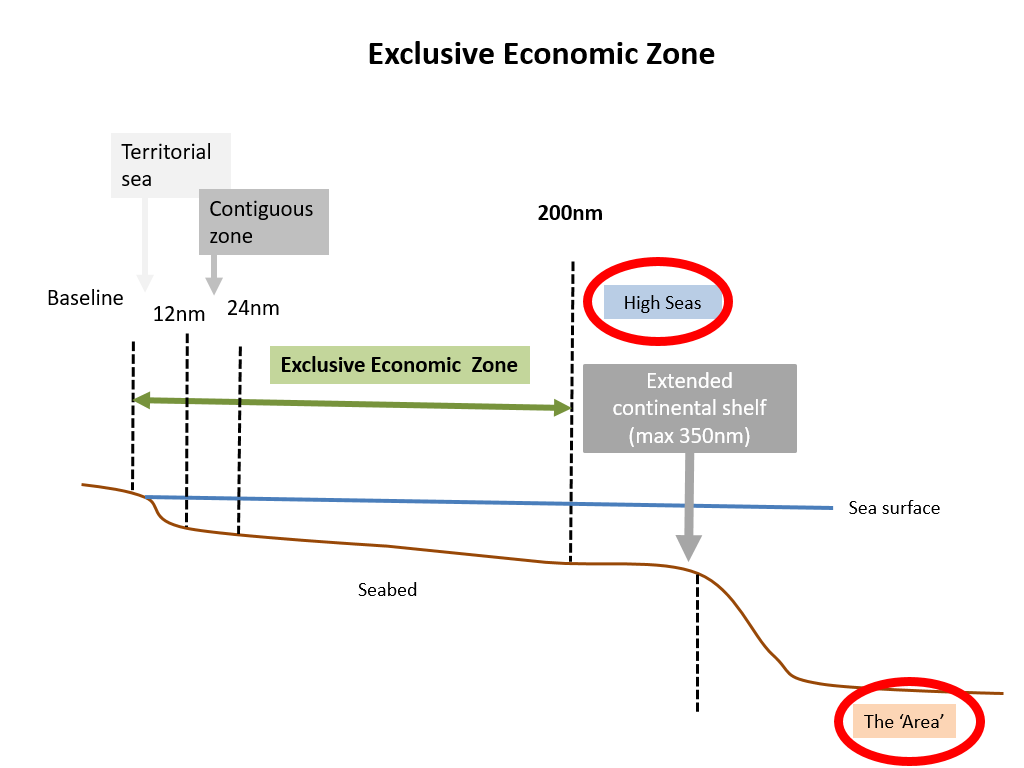 Exclusive Economic Zone
Territorial
sea
Contiguous
zone
200nm
Baseline
12nm
24nm
High Seas
Exclusive Economic Zone
Extended
continental shelf
(max 350nm)
Sea surface
Seabed
The ‘Area’